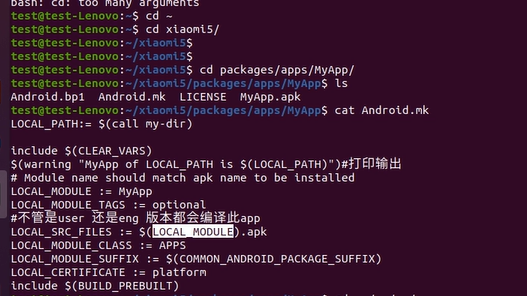 bash: cd: too many arguments
test@test-Lenovo:~$ cd ~
test@test-Lenovo:~$ cd xiaomi5/
test@test-Lenovo:~/xiaomi5$
test@test-Lenovo:~/xiaomi5$
test@test-Lenovo:~/xiaomi5$ cd packages/apps/MyApp/
test@test-Lenovo:~/xiaomi5/packages/apps/MyApp$ ls
Android.bp1  Android.mk  LICENSE  MyApp.apk
test@test-Lenovo:~/xiaomi5/packages/apps/MyApp$ cat Android.mk
LOCAL_PATH:= $(call my-dir)
include $(CLEAR_VARS)
$(warning "MyApp of LOCAL_PATH is $(LOCAL_PATH)")#打印输出
# Module name should match apk name to be installed
LOCAL_MODULE := MyApp
LOCAL_MODULE_TAGS := optional
#不管是user 还是eng 版本都会编译此app
LOCAL_SRC_FILES := $(LOCAL_MODULE).apk
LOCAL_MODULE_CLASS := APPS
LOCAL_MODULE_SUFFIX := $(COMMON_ANDROID_PACKAGE_SUFFIX)
LOCAL_CERTIFICATE := platform
include $(BUILD_PREBUILT)